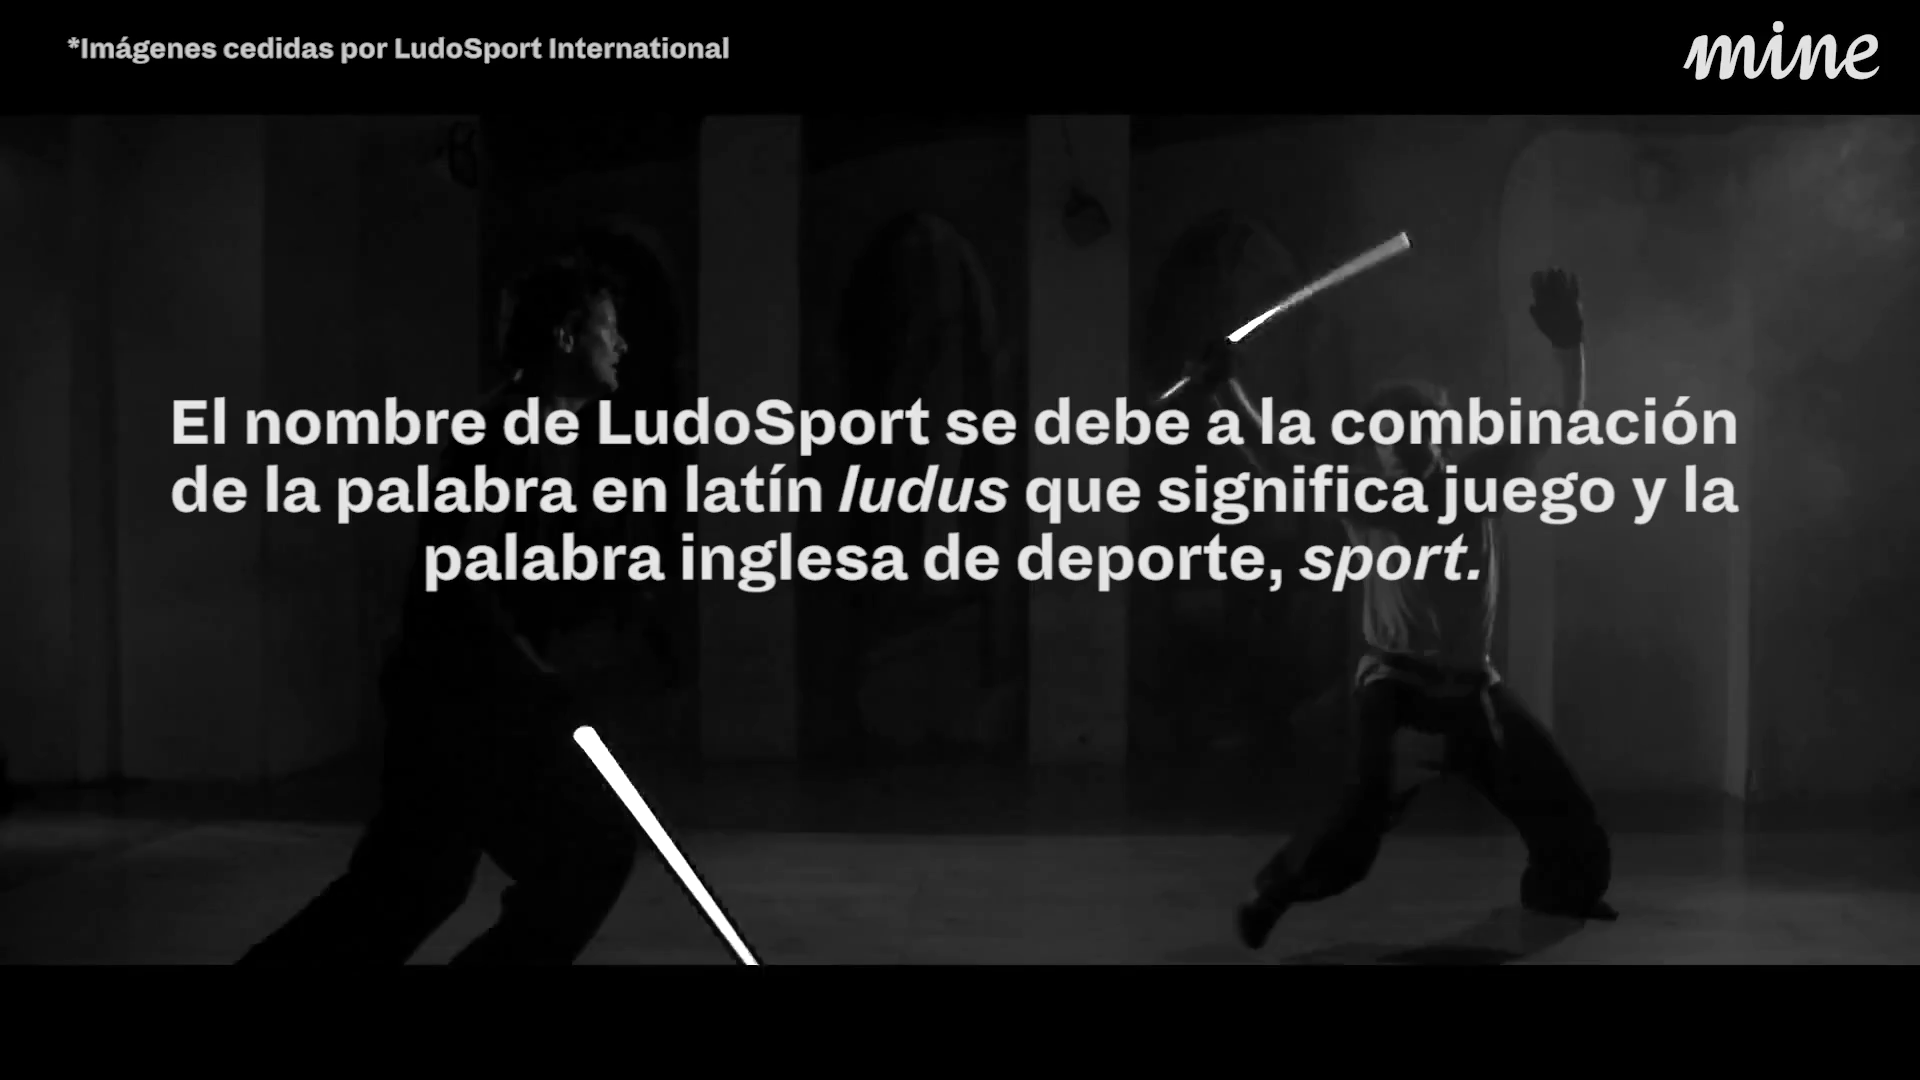 *Imágenes cedidas por LudoSport International
mine
El nombre de LudoSport se debe a la combinación
de la palabra en latín ludus que significa juego y la
palabra inglesa de deporte, sport.